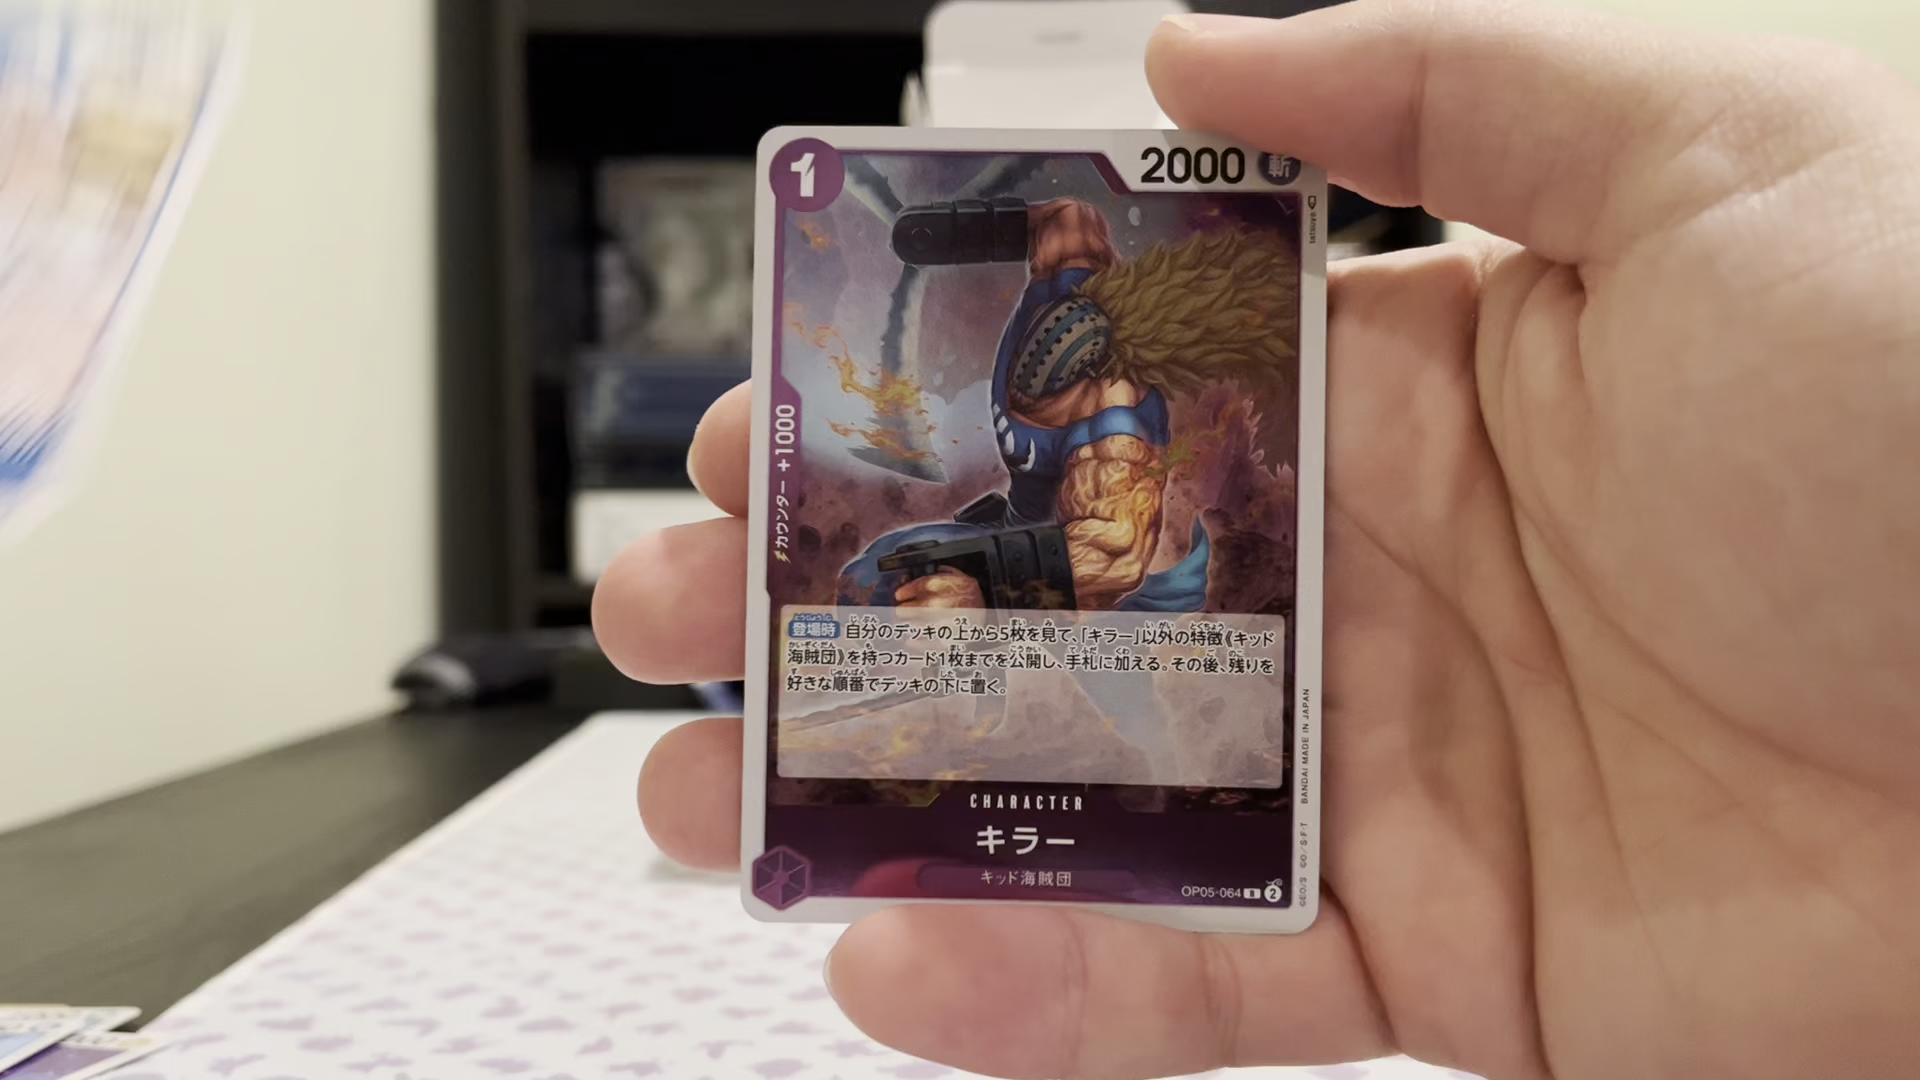 1
2000 斬
tatsuya
カウンター +1000
登場時 自分のデッキの上から5枚を見て、「キラー」以外の特徴《キッド
海賊団》を持つカード1枚までを公開し、手札に加える。その後、残りを
好きな順番でデッキの下に置く。
CHARACTER
キラー
キッド海賊団
OP05-064 R 2
©EO/S ©O/S・F・T BANDAI MADE IN JAPAN